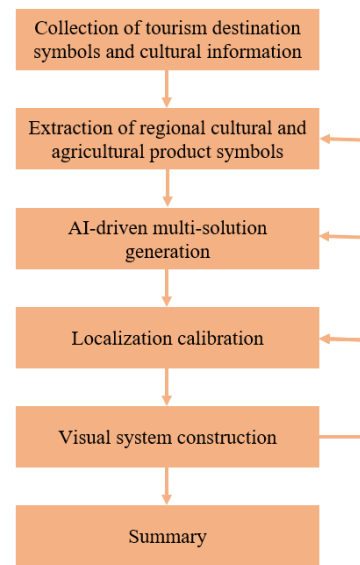 Collection of tourism destination
symbols and cultural information
Extraction of regional cultural and
agricultural product symbols
AI-driven multi-solution
generation
Localization calibration
Visual system construction
Summary